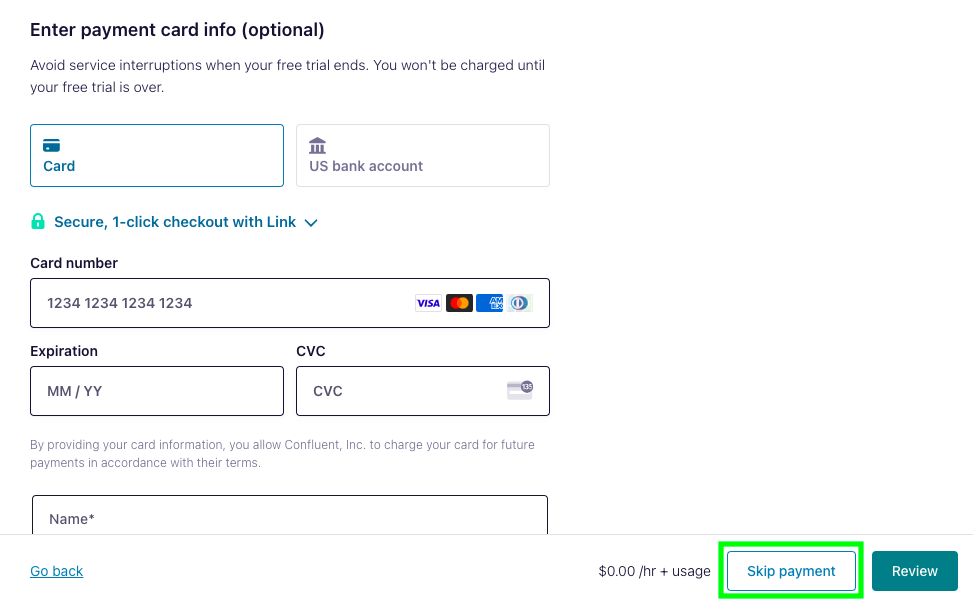 Enter payment card info (optional)
Avoid service interruptions when your free trial ends. You won't be charged until
your free trial is over.
Card
US bank account
Secure, 1-click checkout with Link
Card number
1234 1234 1234 1234
VISA
AM
EX
Expiration
CVC
MM / YY
CVC
135
By providing your card information, you allow Confluent, Inc. to charge your card for future
payments in accordance with their terms.
Name*
Go back
$0.00 /hr + usage
Skip payment
Review